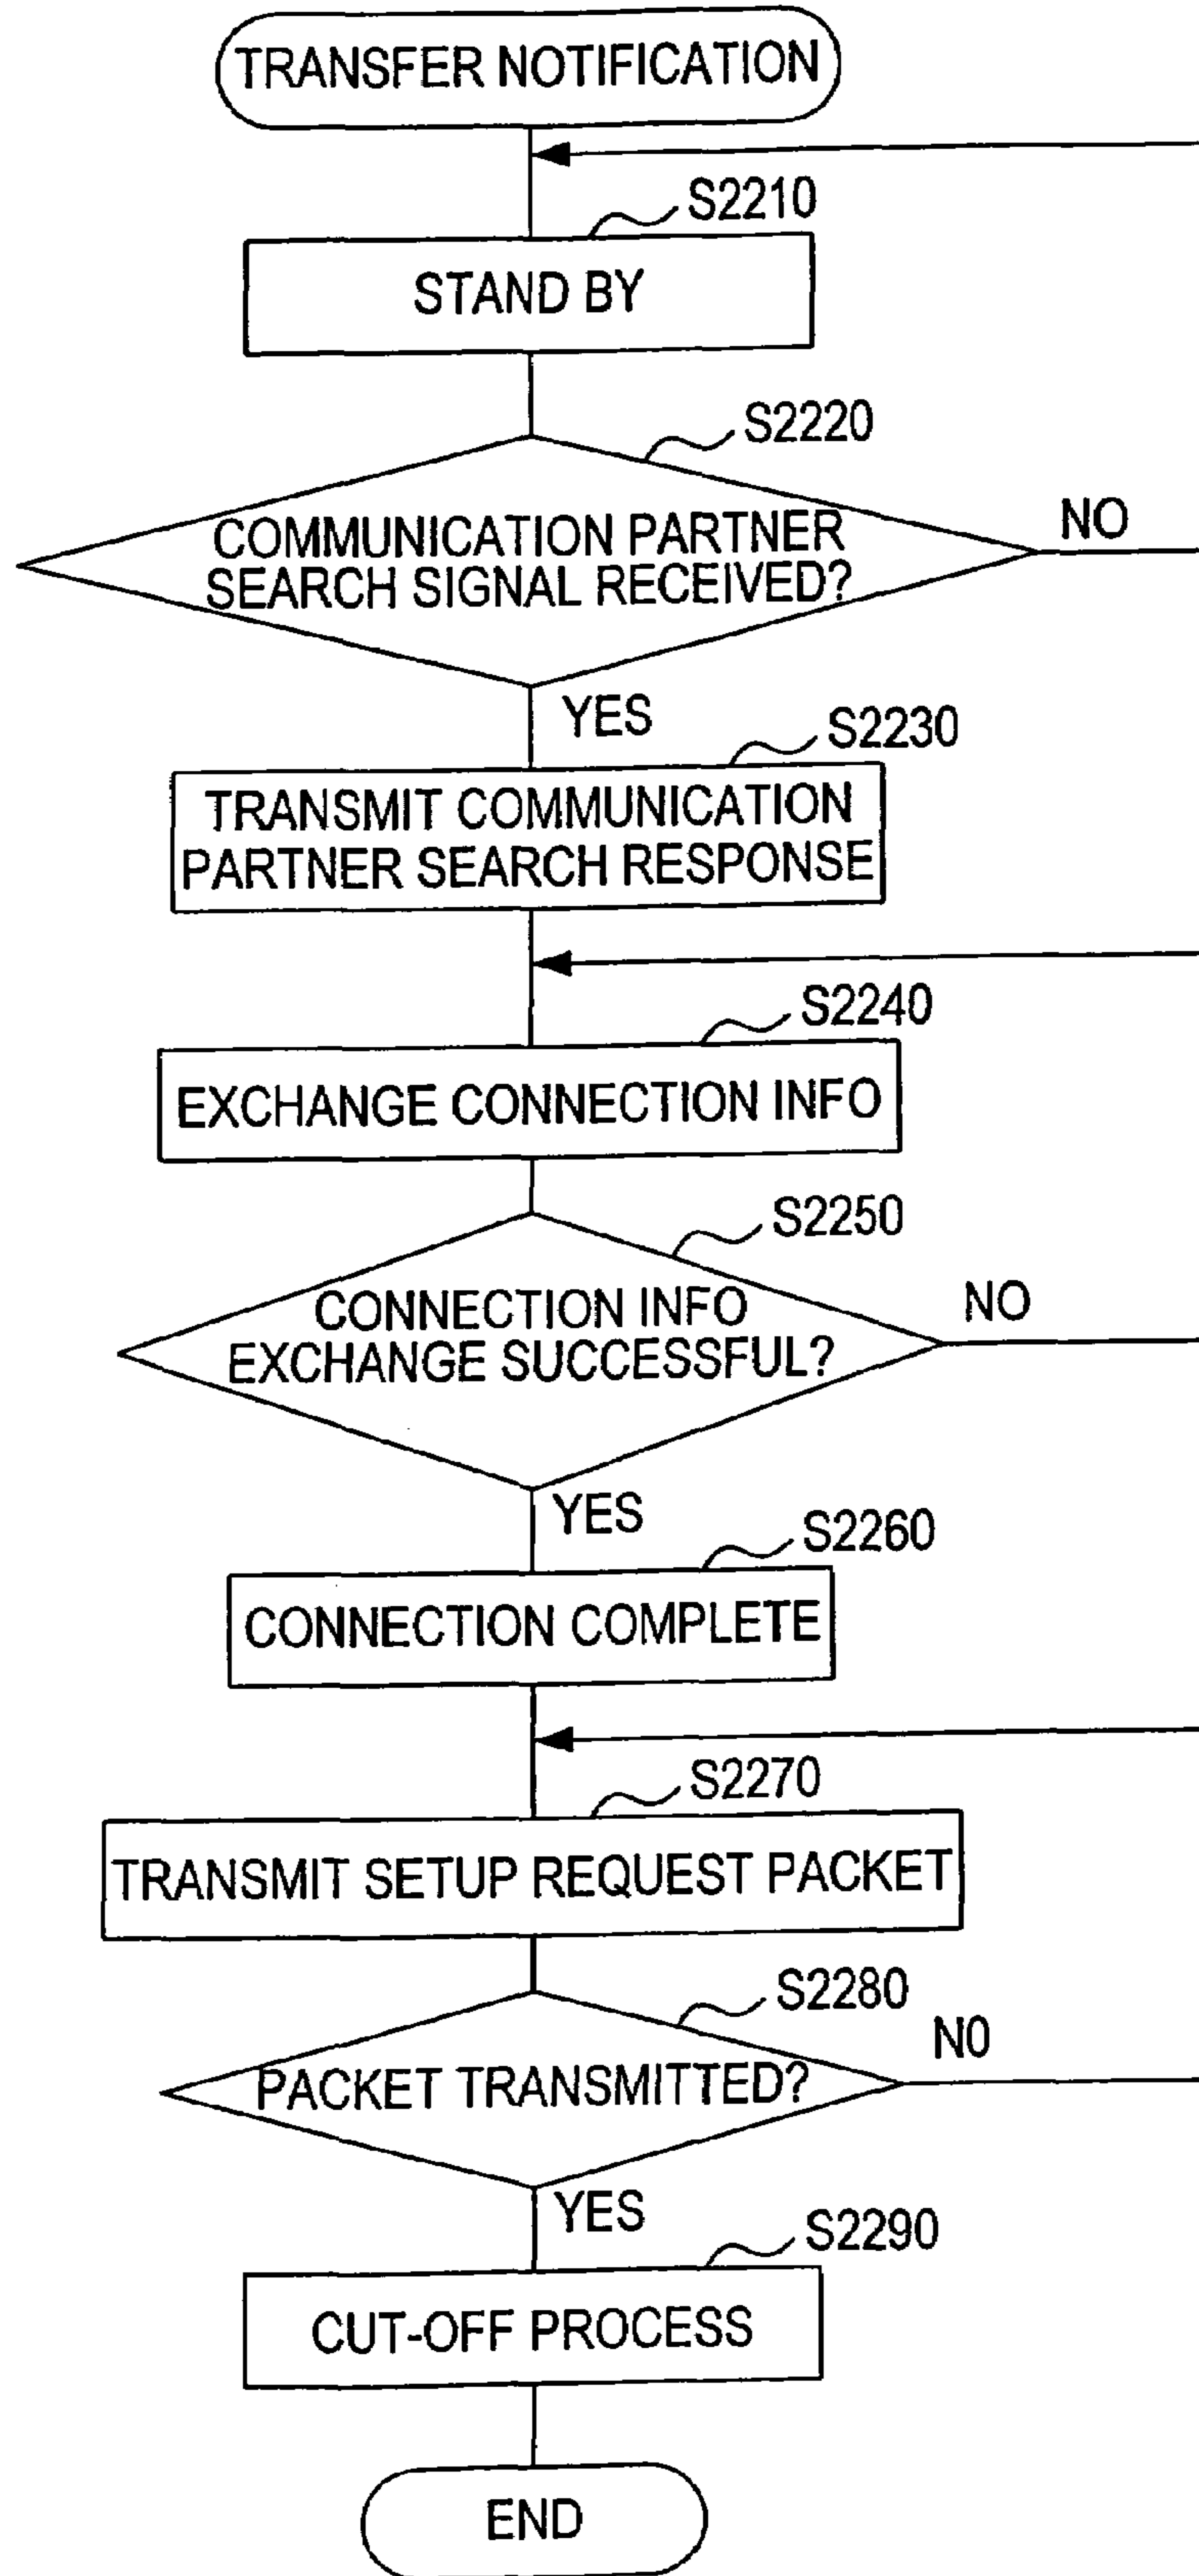 TRANSFER NOTIFICATION
S2210
STAND BY
S2220
COMMUNICATION PARTNER
SEARCH SIGNAL RECEIVED?
NO
YES
S2230
TRANSMIT COMMUNICATION
PARTNER SEARCH RESPONSE
S2240
EXCHANGE CONNECTION INFO
S2250
CONNECTION INFO
EXCHANGE SUCCESSFUL?
NO
YES
S2260
CONNECTION COMPLETE
S2270
TRANSMIT SETUP REQUEST PACKET
S2280
PACKET TRANSMITTED?
NO
YES
S2290
CUT-OFF PROCESS
END